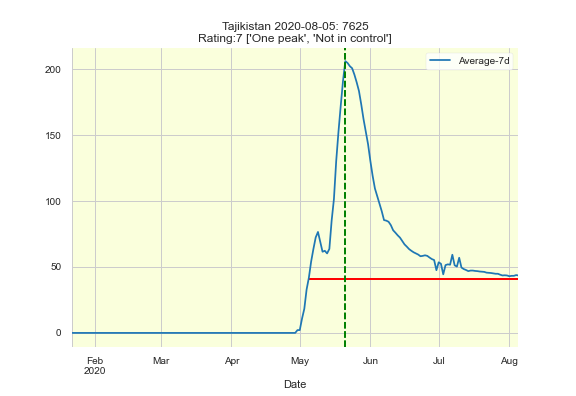 Tajikistan 2020-08-05: 7625
Rating:7 ['One peak', 'Not in control']
Average-7d
200
150
100
50
0
Feb Mar Apr May Jun Jul Aug
2020
Date